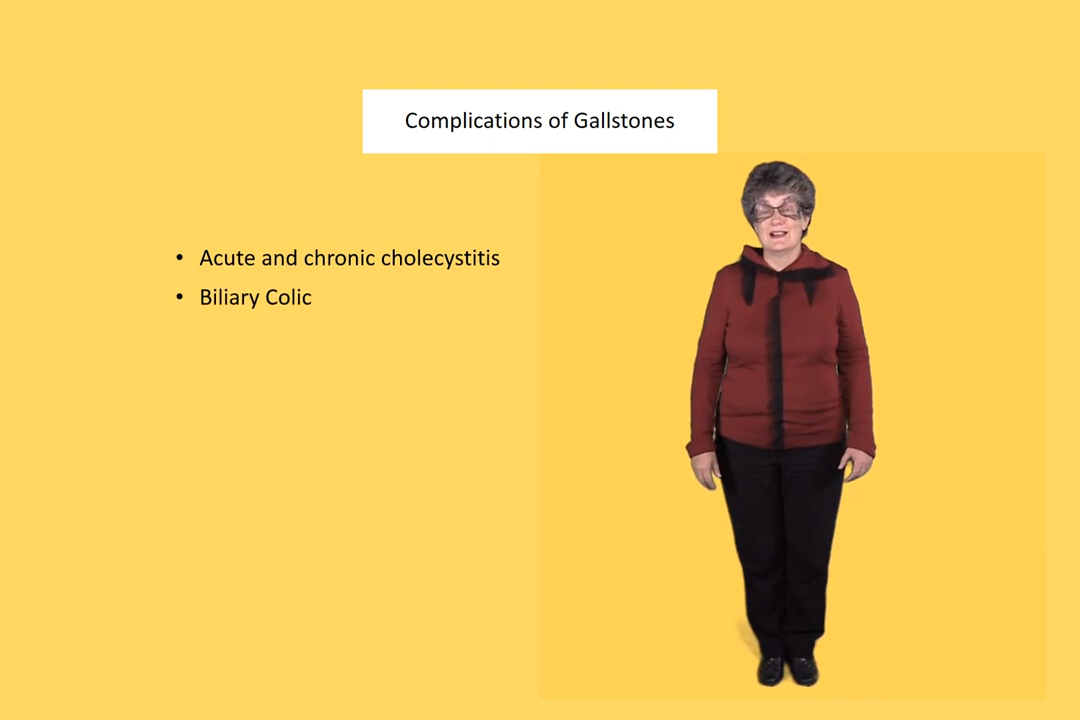 Complications of Gallstones
• Acute and chronic cholecystitis
• Biliary Colic